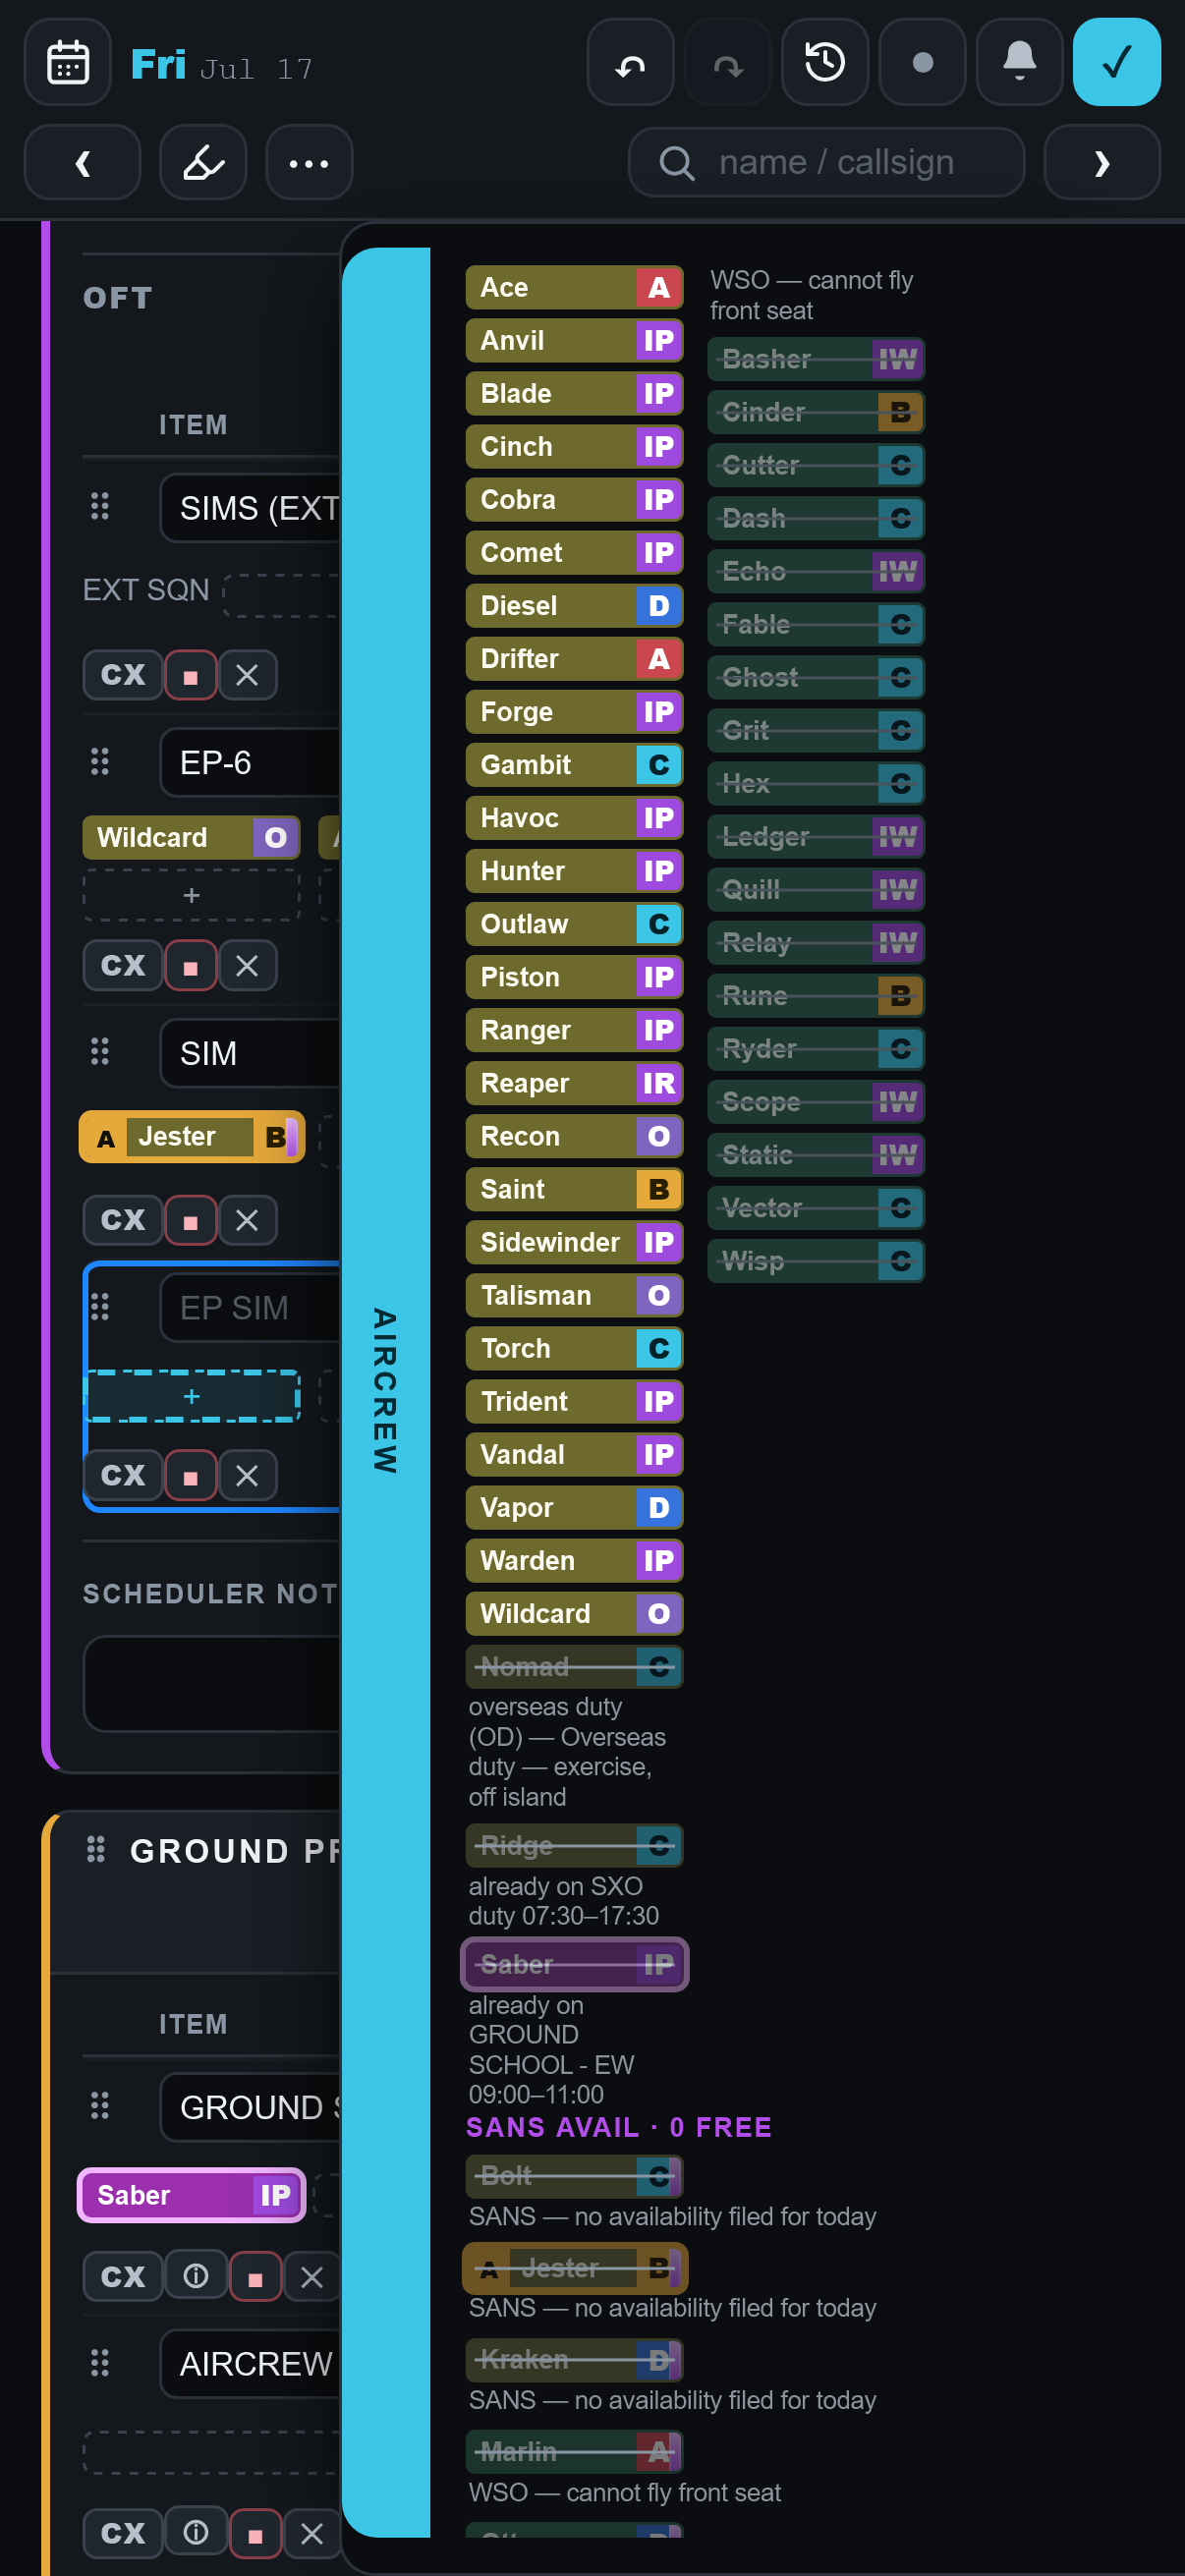 Fri Jul 17
name / callsign
OFT
ITEM
SIMS (EXT
EXT SQN
CX
EP-6
Wildcard O
+
CX
SIM
A Jester B
CX
EP SIM
+
CX
SCHEDULER NOT
GROUND PR
ITEM
GROUND S
Saber IP
CX
AIRCREW
CX
AIRCREW
Ace A
Anvil IP
Blade IP
Cinch IP
Cobra IP
Comet IP
Diesel D
Drifter A
Forge IP
Gambit C
Havoc IP
Hunter IP
Outlaw C
Piston IP
Ranger IP
Reaper IR
Recon O
Saint B
Sidewinder IP
Talisman O
Torch C
Trident IP
Vandal IP
Vapor D
Warden IP
Wildcard O
Nomad C
overseas duty
(OD) — Overseas
duty — exercise,
off island
Ridge C
already on SXO
duty 07:30–17:30
Saber IP
already on
GROUND
SCHOOL - EW
09:00–11:00
WSO — cannot fly
front seat
Basher IW
Cinder B
Cutter C
Dash C
Echo IW
Fable C
Ghost C
Grit C
Hex C
Ledger IW
Quill IW
Relay IW
Rune B
Ryder C
Scope IW
Static IW
Vector C
Wisp C
SANS AVAIL · 0 FREE
Bolt C
SANS — no availability filed for today
A Jester B
SANS — no availability filed for today
Kraken D
SANS — no availability filed for today
Marlin A
WSO — cannot fly front seat